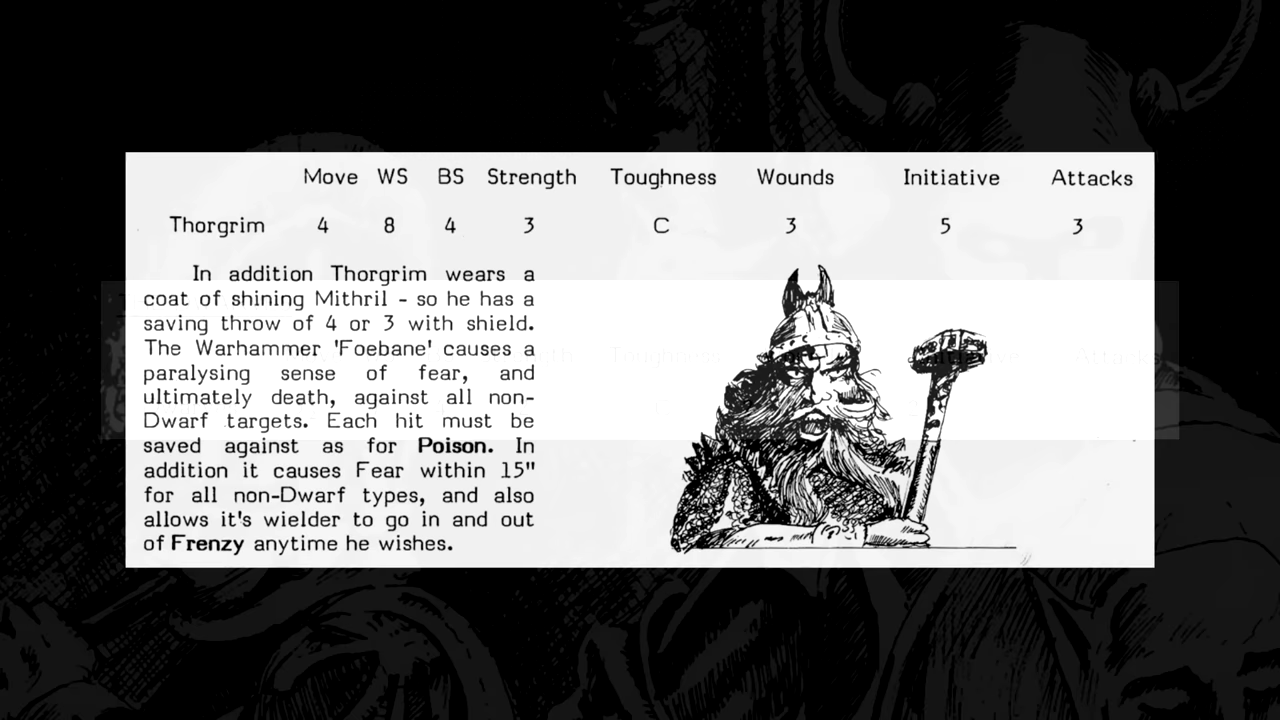 Move WS BS Strength Toughness Wounds Initiative Attacks
Thorgrim 4 8 4 3 C 3 5 3
In addition Thorgrim wears a
coat of shining Mithril - so he has a
saving throw of 4 or 3 with shield.
The Warhammer 'Foebane' causes a
paralysing sense of fear, and
ultimately death, against all non-
Dwarf targets. Each hit must be
saved against as for Poison. In
addition it causes Fear within 15"
for all non-Dwarf types, and also
allows it's wielder to go in and out
of Frenzy anytime he wishes.
Toughness
Attacks